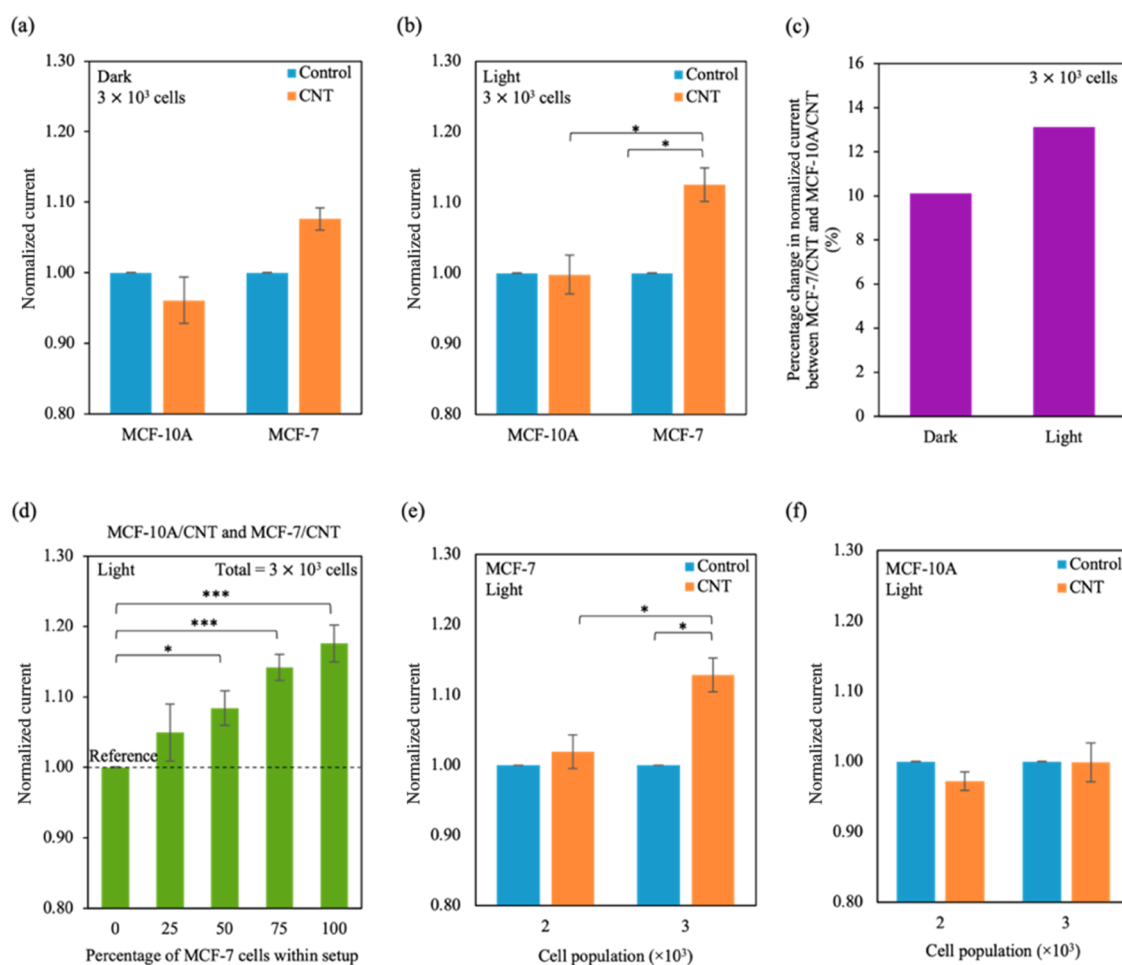 (a)
1.30
1.20
1.10
1.00
0.90
0.80
Normalized current
Dark
3 × 10³ cells
Control
CNT
MCF-10A
MCF-7
(b)
1.30
1.20
1.10
1.00
0.90
0.80
Normalized current
Light
3 × 10³ cells
Control
CNT
*
*
MCF-10A
MCF-7
(c)
16
14
12
10
8
6
4
2
0
Percentage change in normalized current
between MCF-7/CNT and MCF-10A/CNT
(%)
3 × 10³ cells
Dark
Light
(d)
MCF-10A/CNT and MCF-7/CNT
1.30
1.20
1.10
1.00
0.90
0.80
Normalized current
Light
Total = 3 × 10³ cells
***
***
*
Reference
0
25
50
75
100
Percentage of MCF-7 cells within setup
(e)
1.30
1.20
1.10
1.00
0.90
0.80
Normalized current
MCF-7
Light
Control
CNT
*
*
2
3
Cell population (×10³)
(f)
1.30
1.20
1.10
1.00
0.90
0.80
Normalized current
MCF-10A
Light
Control
CNT
2
3
Cell population (×10³)